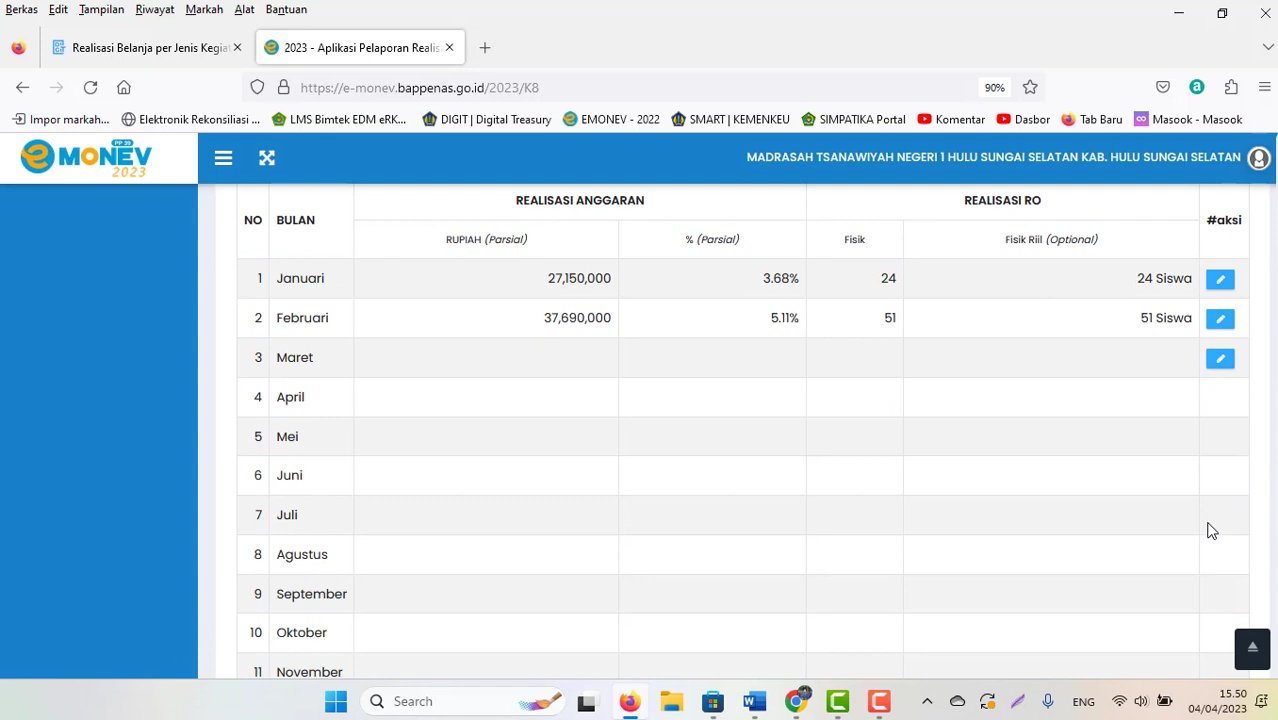 Berkas Edit Tampilan Riwayat Markah Alat Bantuan
Realisasi Belanja per Jenis Kegia
2023 - Aplikasi Pelaporan Realis
https://e-monev.bappenas.go.id/2023/K8
90%
Impor markah...
Elektronik Rekonsiliasi ...
LMS Bimtek EDM eRK...
DIGIT | Digital Treasury
EMONEV - 2022
SMART | KEMENKEU
SIMPATIKA Portal
Komentar
Dasbor
Tab Baru
Masook - Masook
PP 39
eMONEV
2023
MADRASAH TSANAWIYAH NEGERI 1 HULU SUNGAI SELATAN KAB. HULU SUNGAI SELATAN
NO BULAN REALISASI ANGGARAN REALISASI RO #aksi
RUPIAH (Parsial) % (Parsial) Fisik Fisik Riil (Optional)
1 Januari 27,150,000 3.68% 24 24 Siswa
2 Februari 37,690,000 5.11% 51 51 Siswa
3 Maret
4 April
5 Mei
6 Juni
7 Juli
8 Agustus
9 September
10 Oktober
11 November
Search
ENG
15.50
04/04/2023